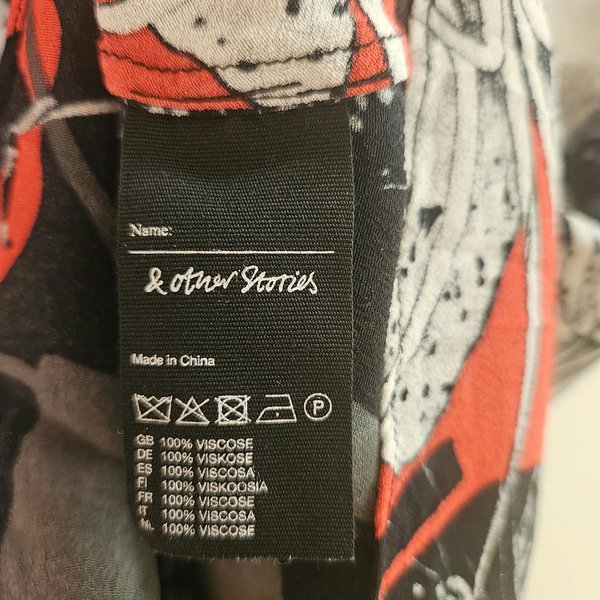 Name:
& Other Stories
Made in China
P
GB 100% VISCOSE
DE 100% VISKOSE
ES 100% VISCOSA
FI 100% VISKOOSIA
FR 100% VISCOSE
IT 100% VISCOSA
NL 100% VISCOSE